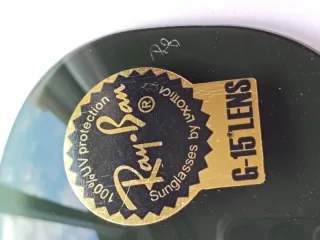 RB
100% UV protection
Ray·Ban®
Sunglasses by Luxottica
G-15 LENS